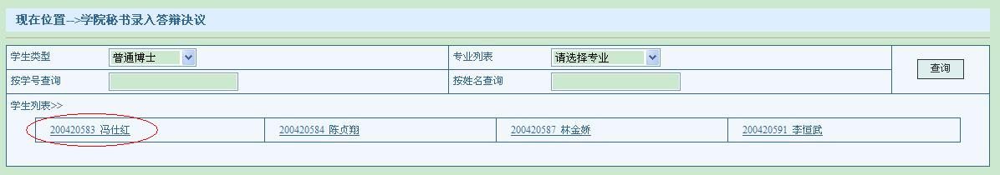 现在位置-->学院秘书录入答辩决议
学生类型 普通博士 专业列表 请选择专业 查询
按学号查询 按姓名查询
学生列表>>
200420583 冯仕红 200420584 陈贞翔 200420587 林金娇 200420591 李恒武